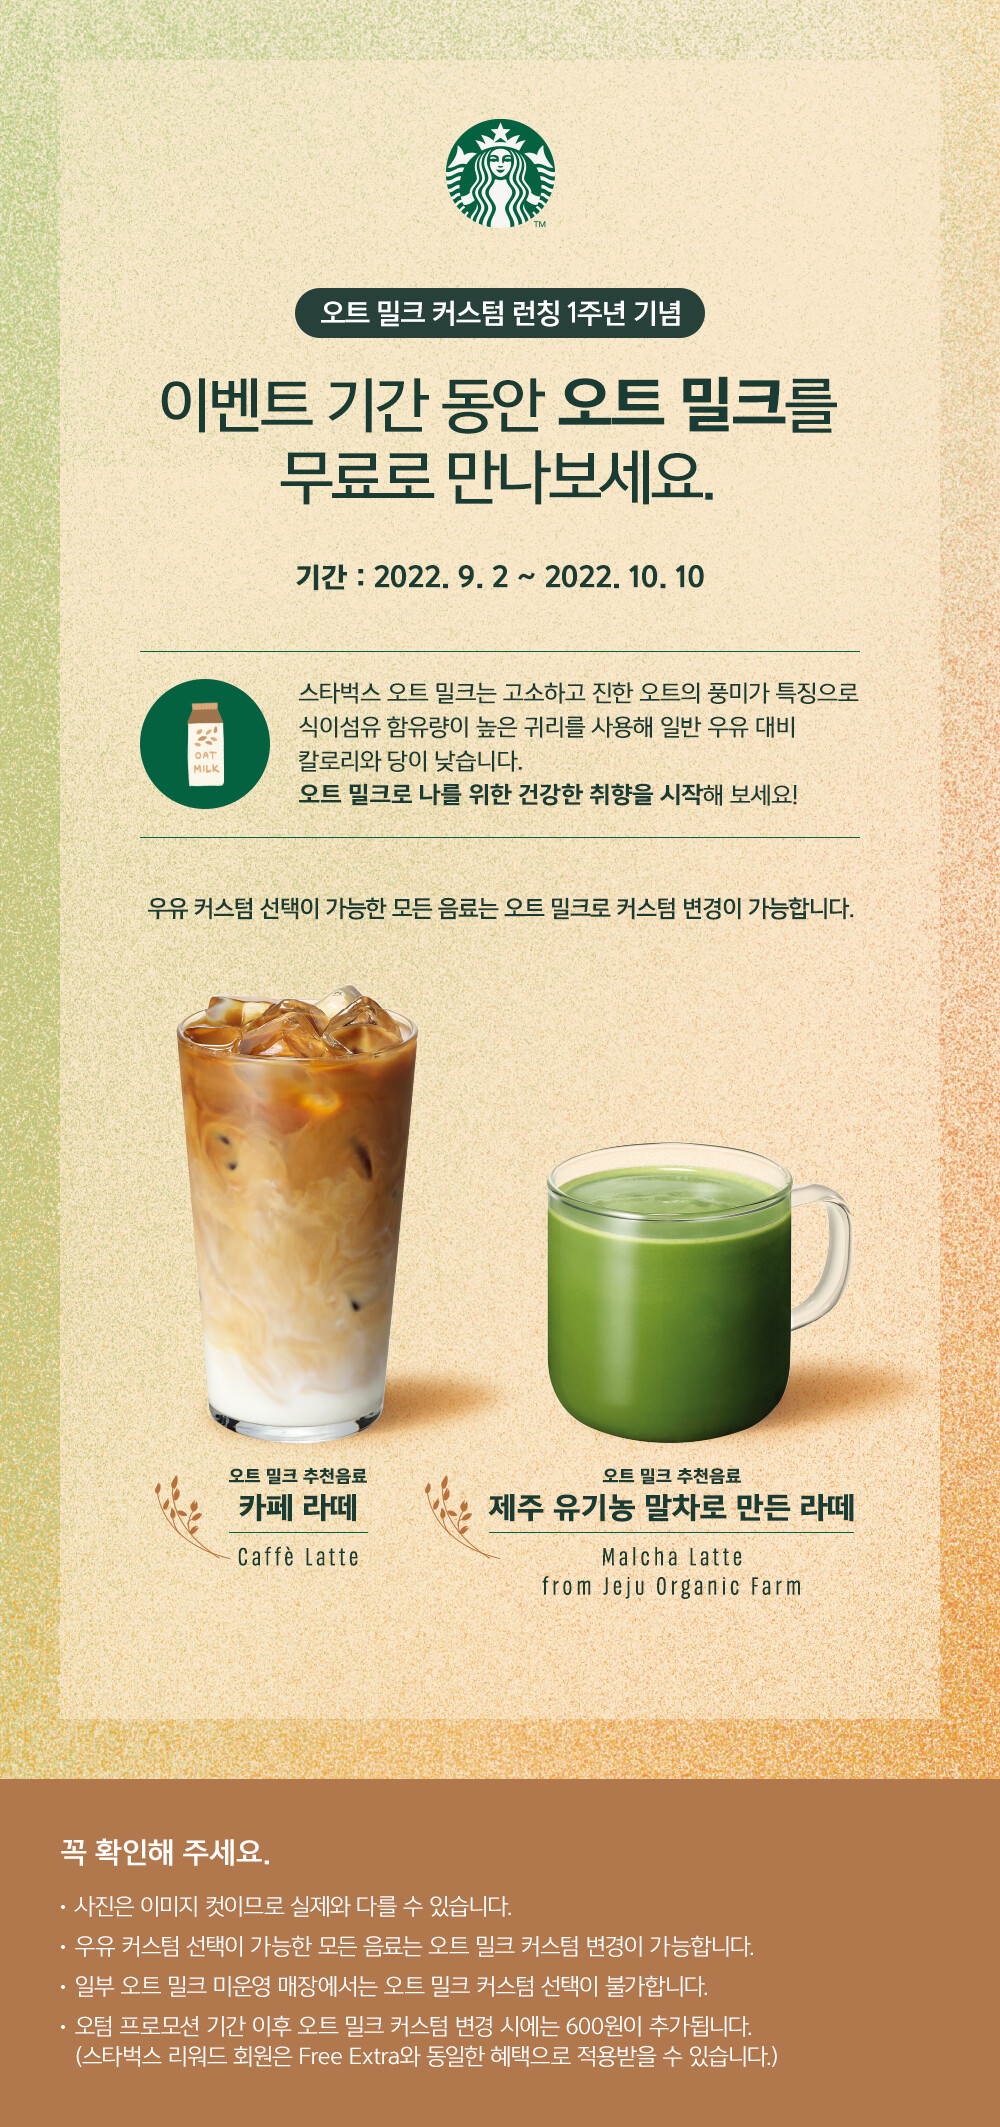 TM
오트 밀크 커스텀 런칭 1주년 기념
이벤트 기간 동안 오트 밀크를
무료로 만나보세요.
기간 : 2022. 9. 2 ~ 2022. 10. 10
OAT
MILK
스타벅스 오트 밀크는 고소하고 진한 오트의 풍미가 특징으로
식이섬유 함유량이 높은 귀리를 사용해 일반 우유 대비
칼로리와 당이 낮습니다.
오트 밀크로 나를 위한 건강한 취향을 시작해 보세요!
우유 커스텀 선택이 가능한 모든 음료는 오트 밀크로 커스텀 변경이 가능합니다.
오트 밀크 추천음료
카페 라떼
Caffè Latte
오트 밀크 추천음료
제주 유기농 말차로 만든 라떼
Malcha Latte
from Jeju Organic Farm
꼭 확인해 주세요.
• 사진은 이미지 컷이므로 실제와 다를 수 있습니다.
• 우유 커스텀 선택이 가능한 모든 음료는 오트 밀크 커스텀 변경이 가능합니다.
• 일부 오트 밀크 미운영 매장에서는 오트 밀크 커스텀 선택이 불가합니다.
• 오텀 프로모션 기간 이후 오트 밀크 커스텀 변경 시에는 600원이 추가됩니다.
(스타벅스 리워드 회원은 Free Extra와 동일한 혜택으로 적용받을 수 있습니다.)